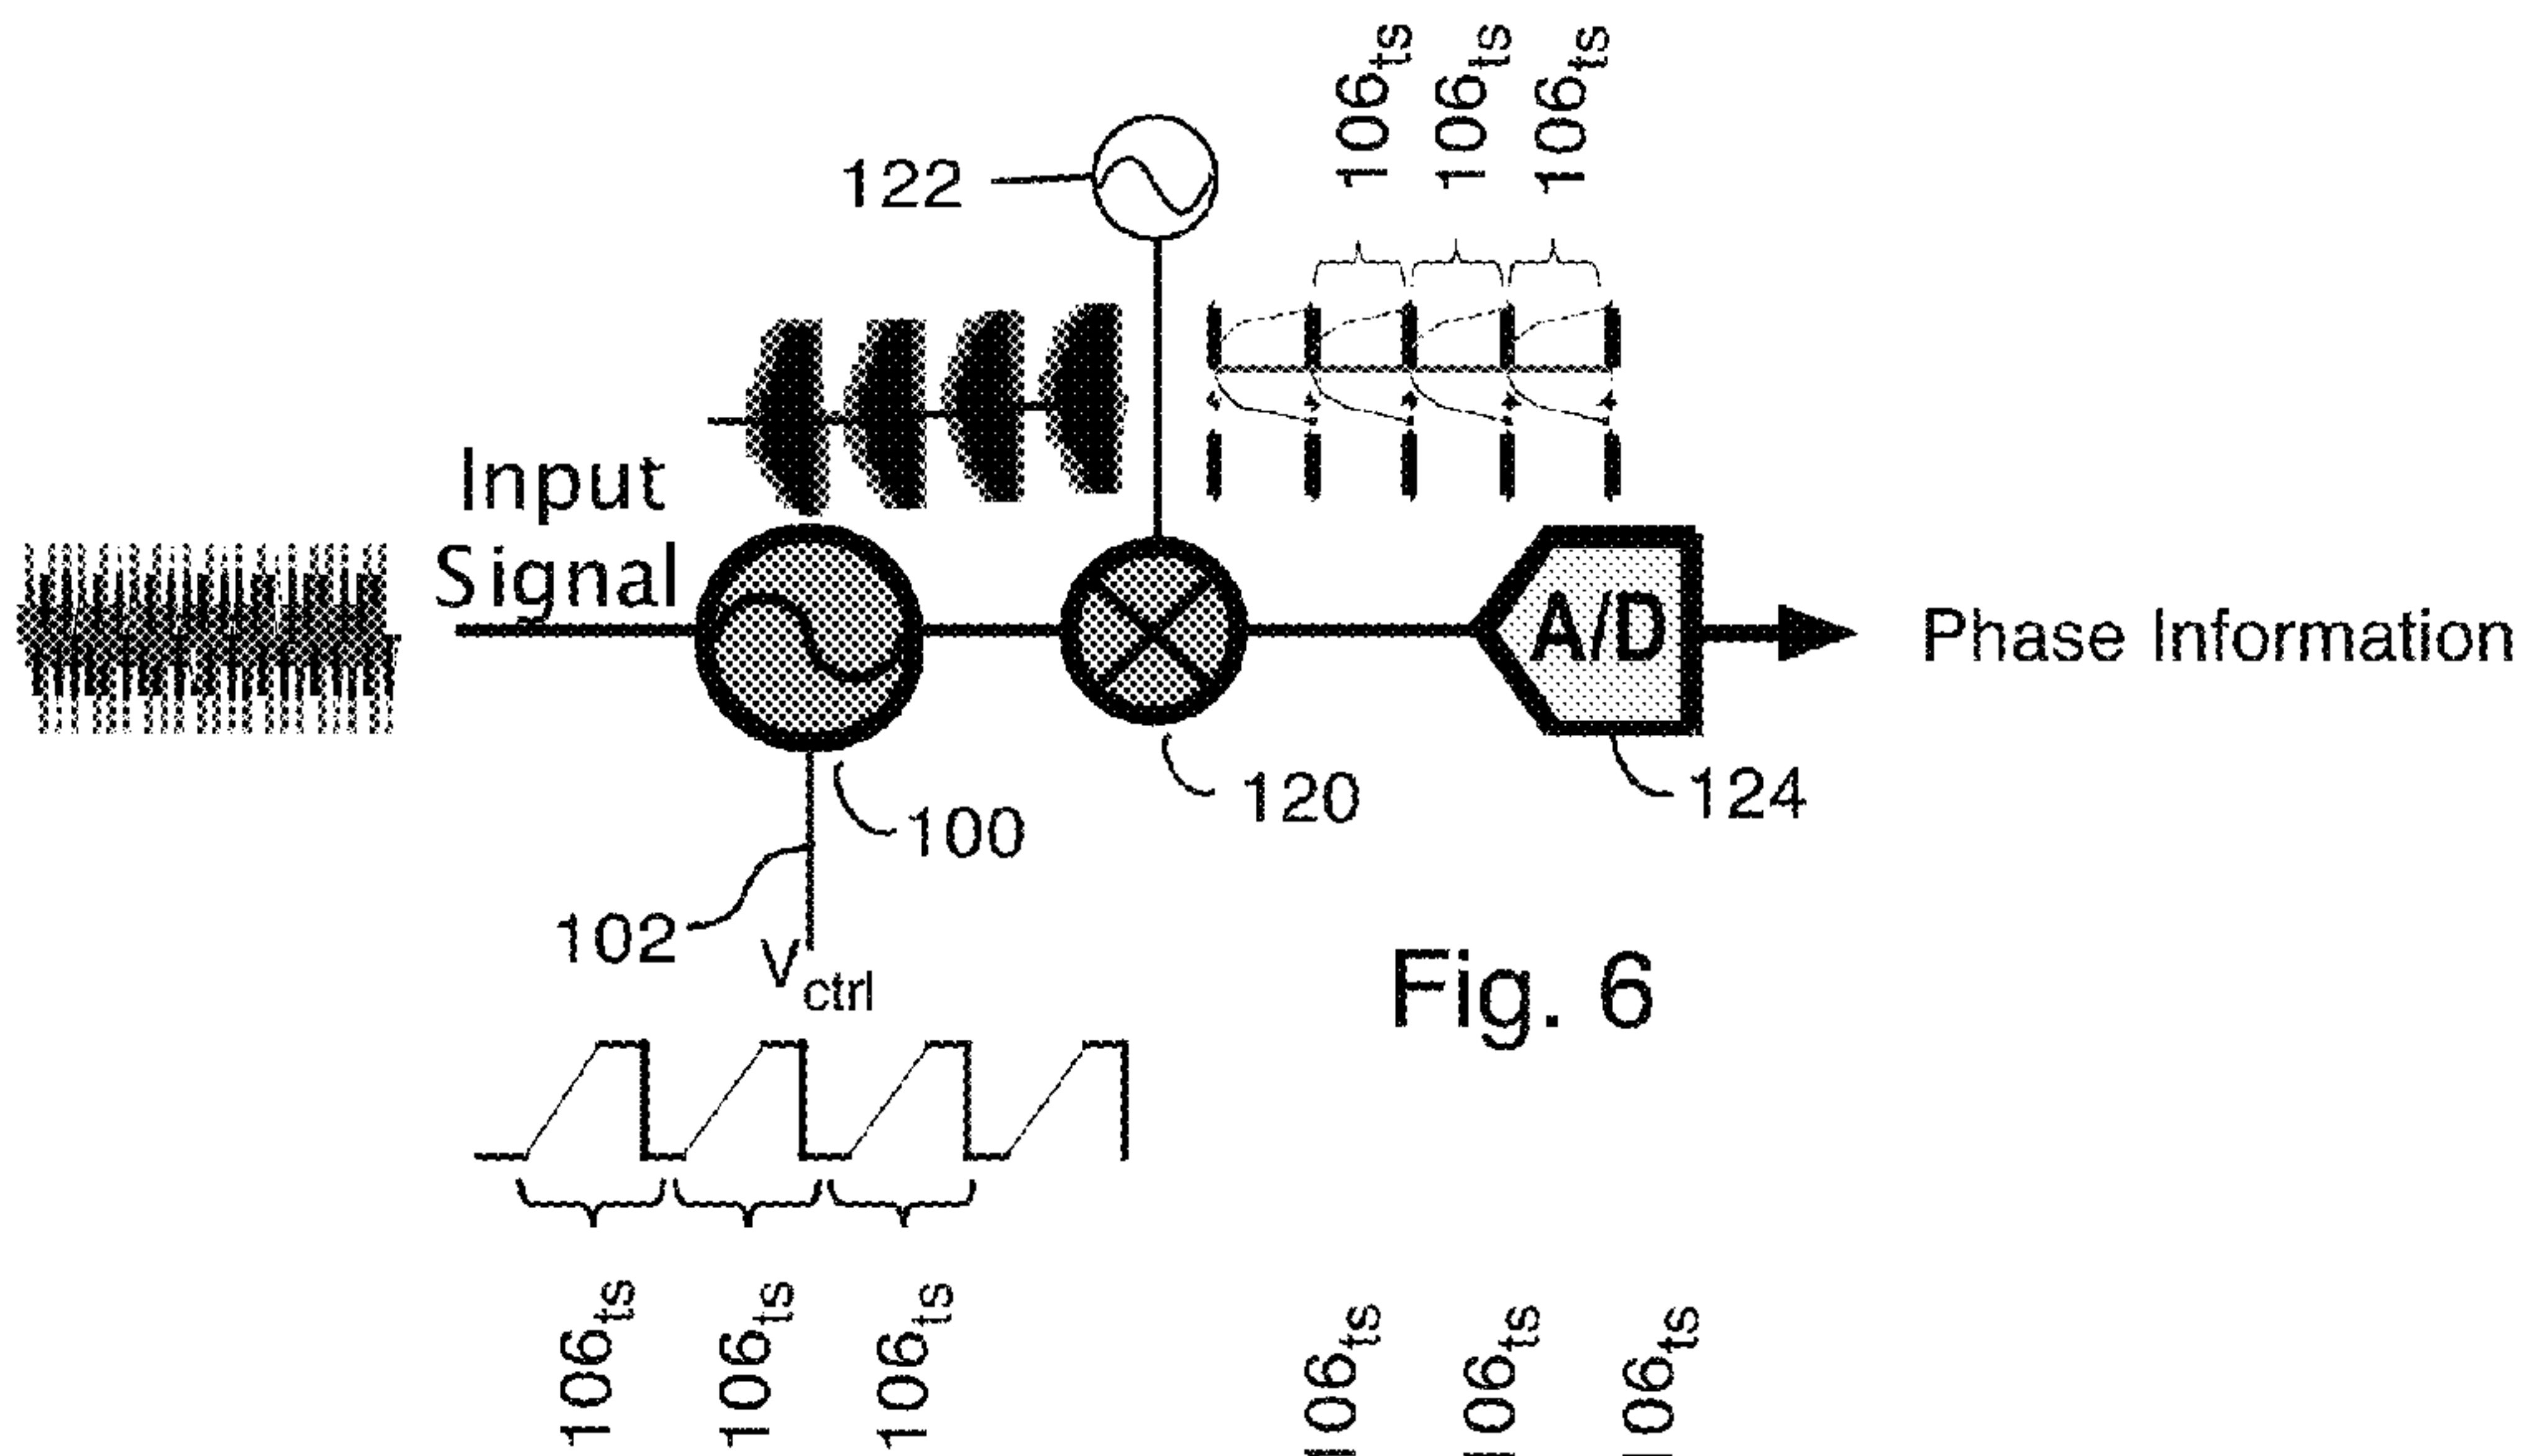 106ts 106ts 106ts
122
Input
Signal
A/D
Phase Information
120
124
100
102
Vctrl
Fig. 6
106ts 106ts 106ts
106ts 106ts 106ts